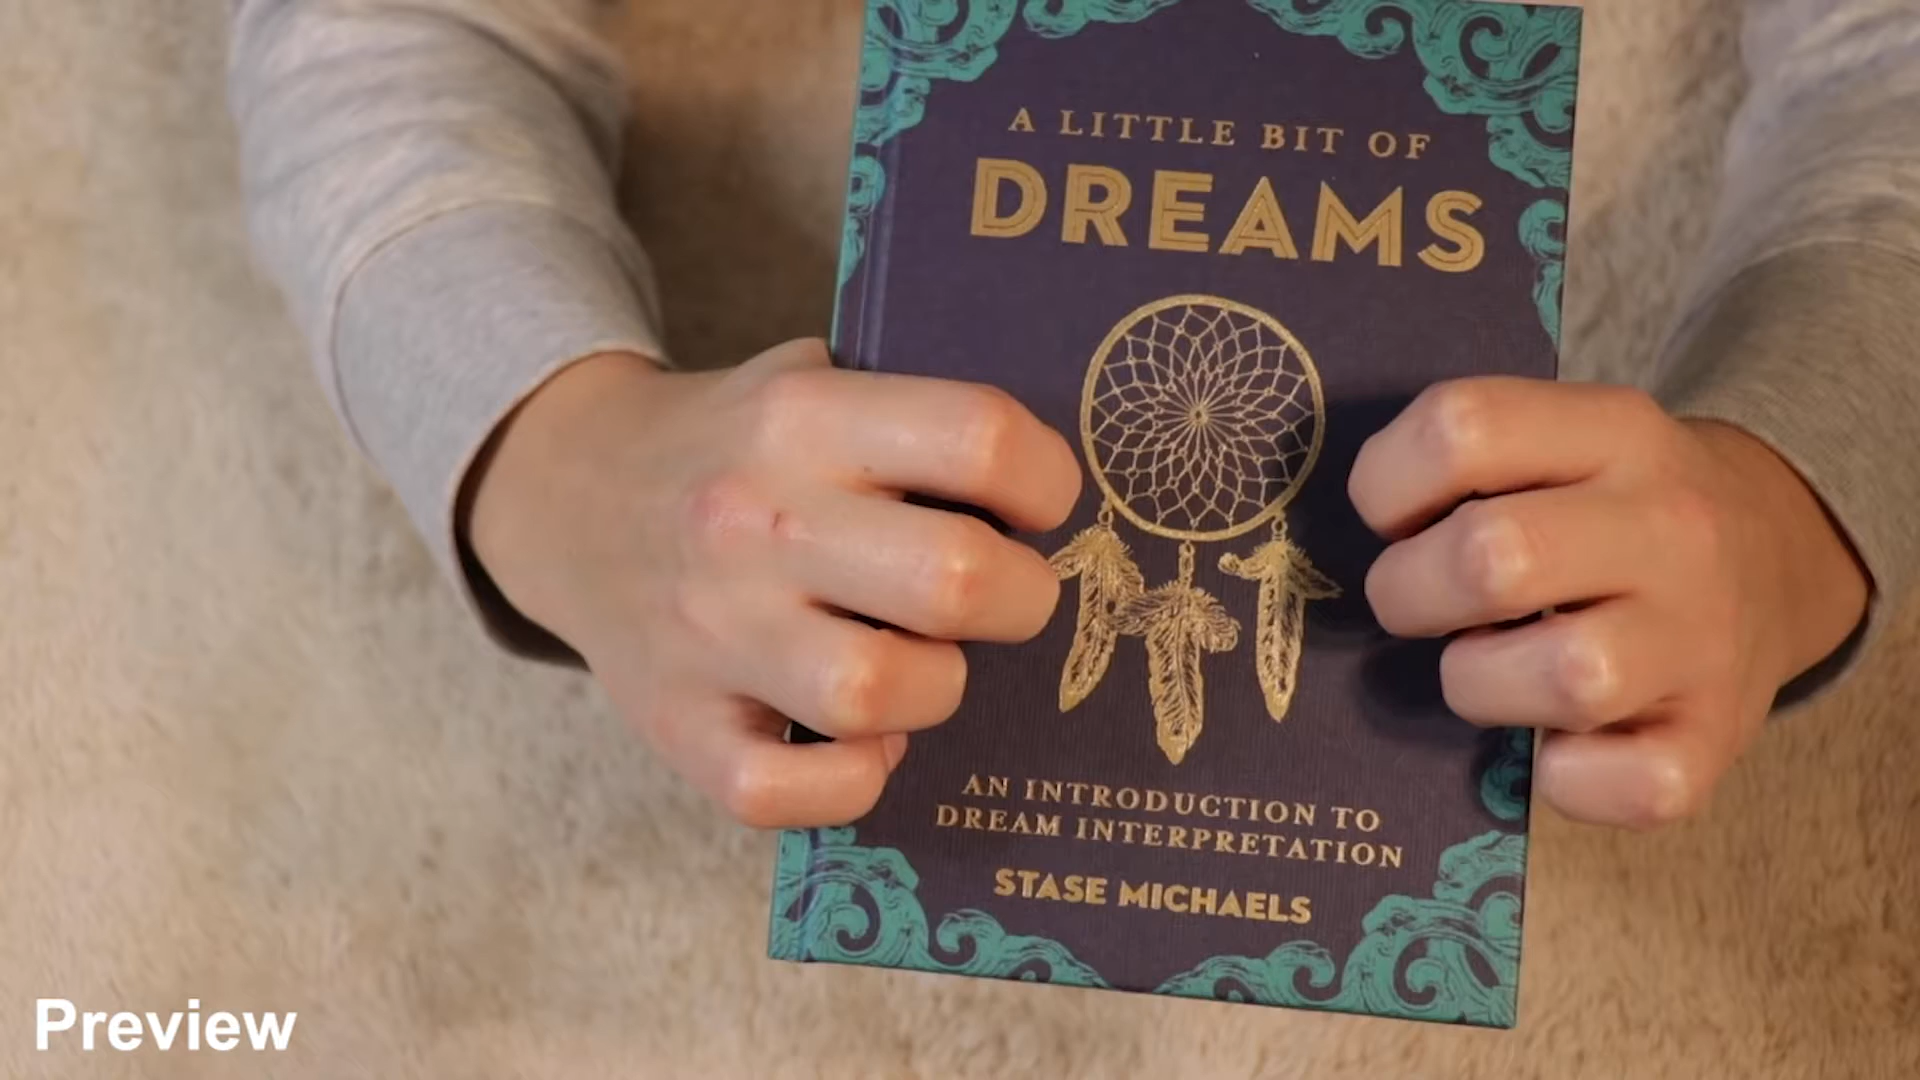 A LITTLE BIT OF
DREAMS
AN INTRODUCTION TO
DREAM INTERPRETATION
STASE MICHAELS
Preview